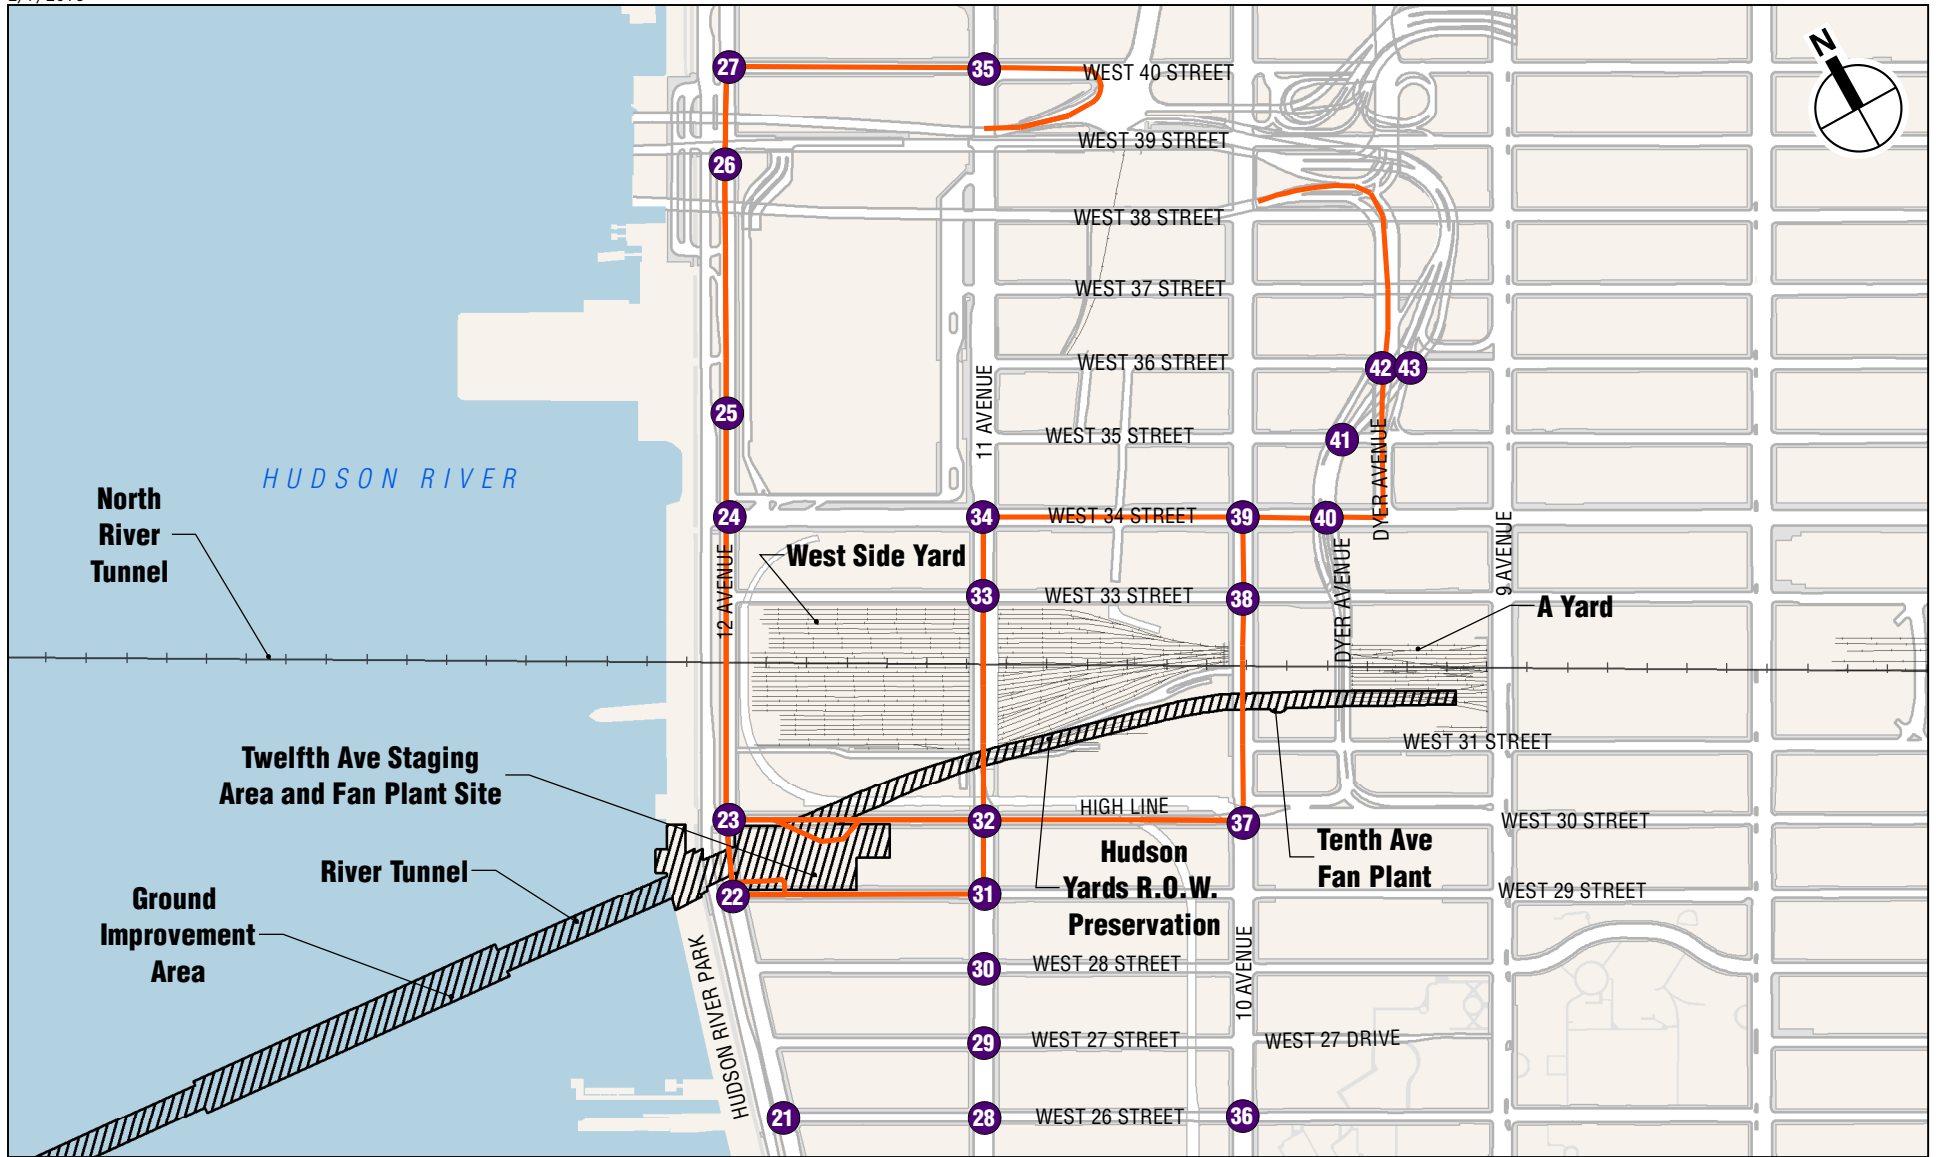 27
35
WEST 40 STREET
N
WEST 39 STREET
26
WEST 38 STREET
WEST 37 STREET
WEST 36 STREET
42
43
11 AVENUE
25
WEST 35 STREET
41
DYER AVENUE
HUDSON RIVER
North
River
Tunnel
24
34
WEST 34 STREET
39
40
9 AVENUE
12 AVENUE
West Side Yard
33
WEST 33 STREET
38
DYER AVENUE
A Yard
WEST 31 STREET
Twelfth Ave Staging
Area and Fan Plant Site
23
32
HIGH LINE
37
WEST 30 STREET
Tenth Ave
Fan Plant
Hudson
Yards R.O.W.
Preservation
River Tunnel
22
31
WEST 29 STREET
Ground
Improvement
Area
HUDSON RIVER PARK
30
WEST 28 STREET
10 AVENUE
29
WEST 27 STREET
WEST 27 DRIVE
21
28
WEST 26 STREET
36